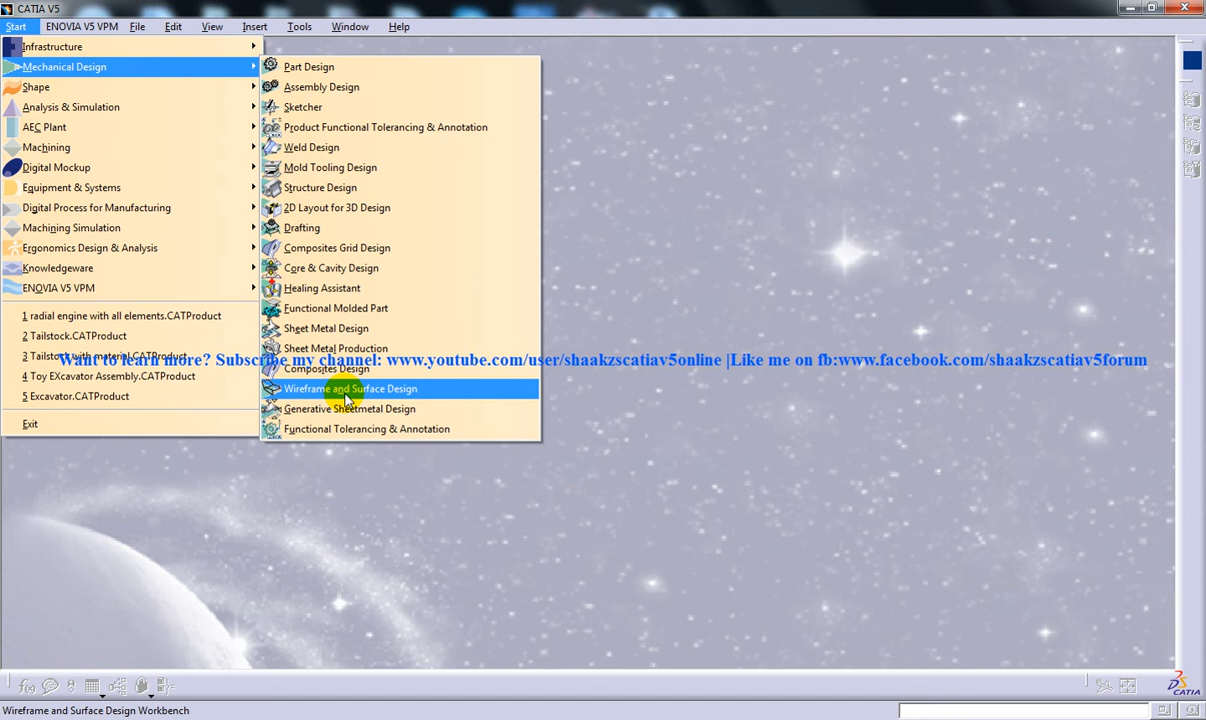 CATIA V5
Start ENOVIA V5 VPM File Edit View Insert Tools Window Help
Infrastructure
Mechanical Design
Shape
Analysis & Simulation
AEC Plant
Machining
Digital Mockup
Equipment & Systems
Digital Process for Manufacturing
Machining Simulation
Ergonomics Design & Analysis
Knowledgeware
ENOVIA V5 VPM
1 radial engine with all elements.CATProduct
2 Tailstock.CATProduct
3 Tailstock with material.CATProduct
4 Toy EXcavator Assembly.CATProduct
5 Excavator.CATProduct
Exit
Part Design
Assembly Design
Sketcher
Product Functional Tolerancing & Annotation
Weld Design
Mold Tooling Design
Structure Design
2D Layout for 3D Design
Drafting
Composites Grid Design
Core & Cavity Design
Healing Assistant
Functional Molded Part
Sheet Metal Design
Sheet Metal Production
Composites Design
Wireframe and Surface Design
Generative Sheetmetal Design
Functional Tolerancing & Annotation
Want to learn more? Subscribe my channel: www.youtube.com/user/shaakzscatiav5online |Like me on fb:www.facebook.com/shaakzscatiav5forum
f(x)
CATIA
Wireframe and Surface Design Workbench